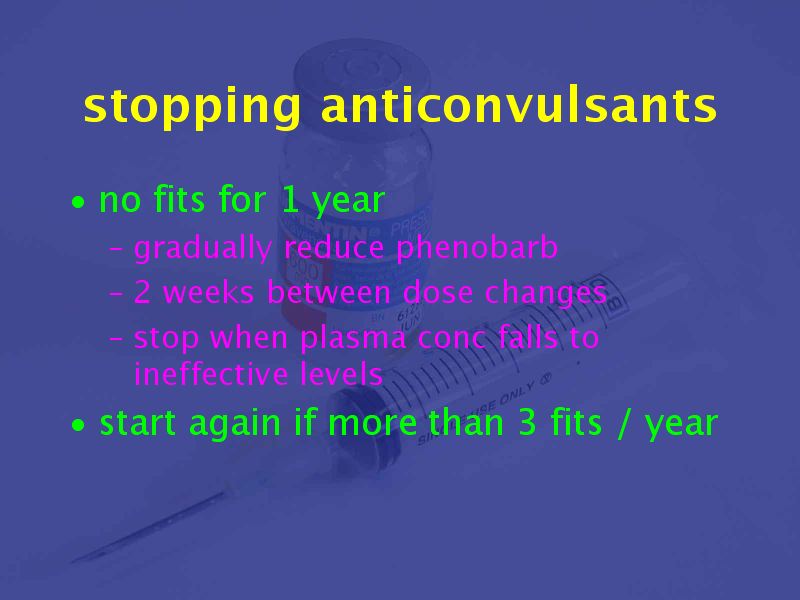 stopping anticonvulsants
• no fits for 1 year
– gradually reduce phenobarb
– 2 weeks between dose changes
– stop when plasma conc falls to
ineffective levels
• start again if more than 3 fits / year